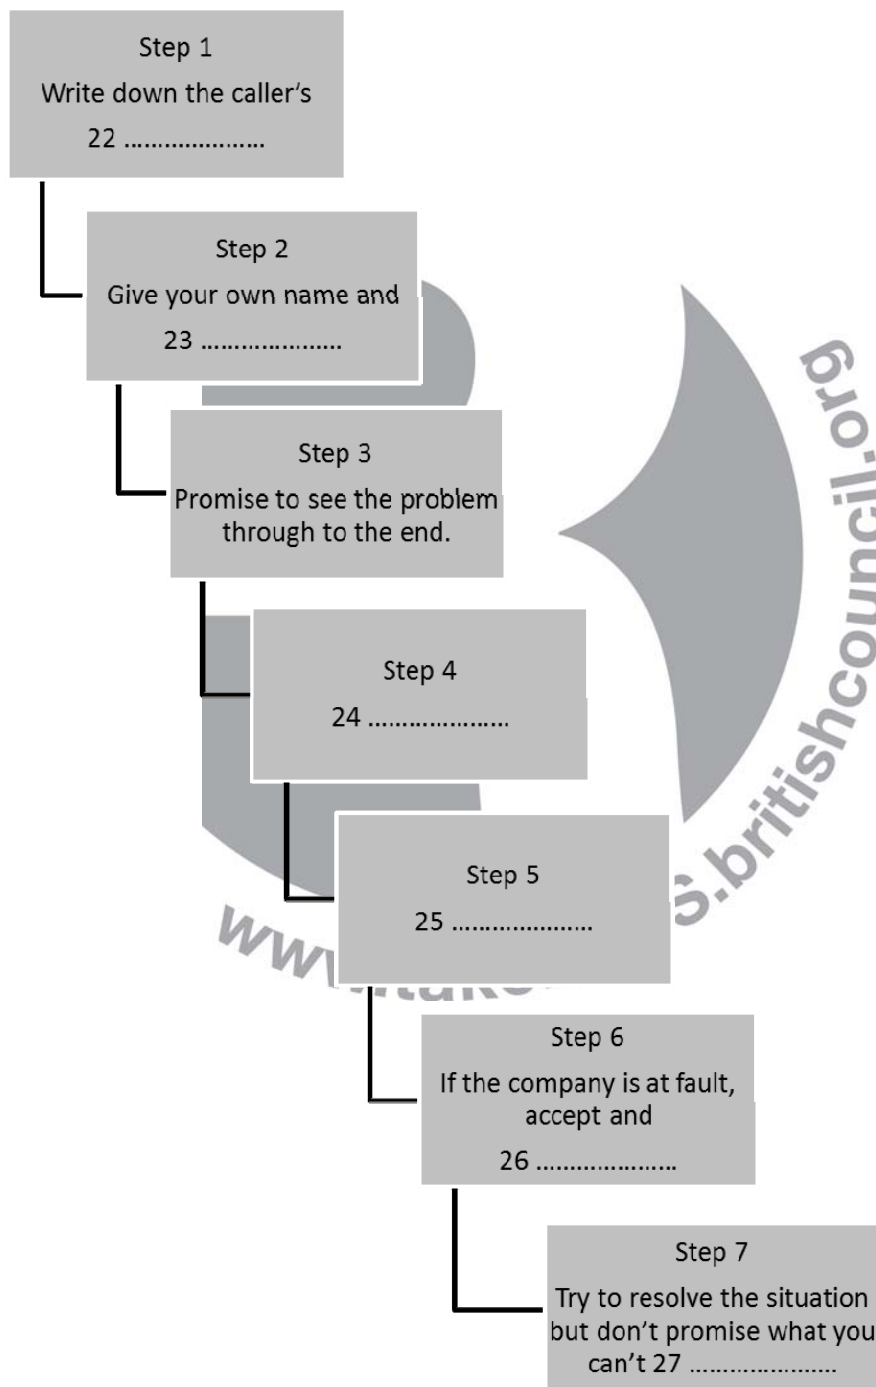 Step 1
Write down the caller's
22 .....................
Step 2
Give your own name and
23 .....................
Step 3
Promise to see the problem
through to the end.
Step 4
24 .....................
Step 5
25 .....................
Step 6
If the company is at fault,
accept and
26 .....................
Step 7
Try to resolve the situation
but don't promise what you
can't 27 ......................
S.britishcouncil.org